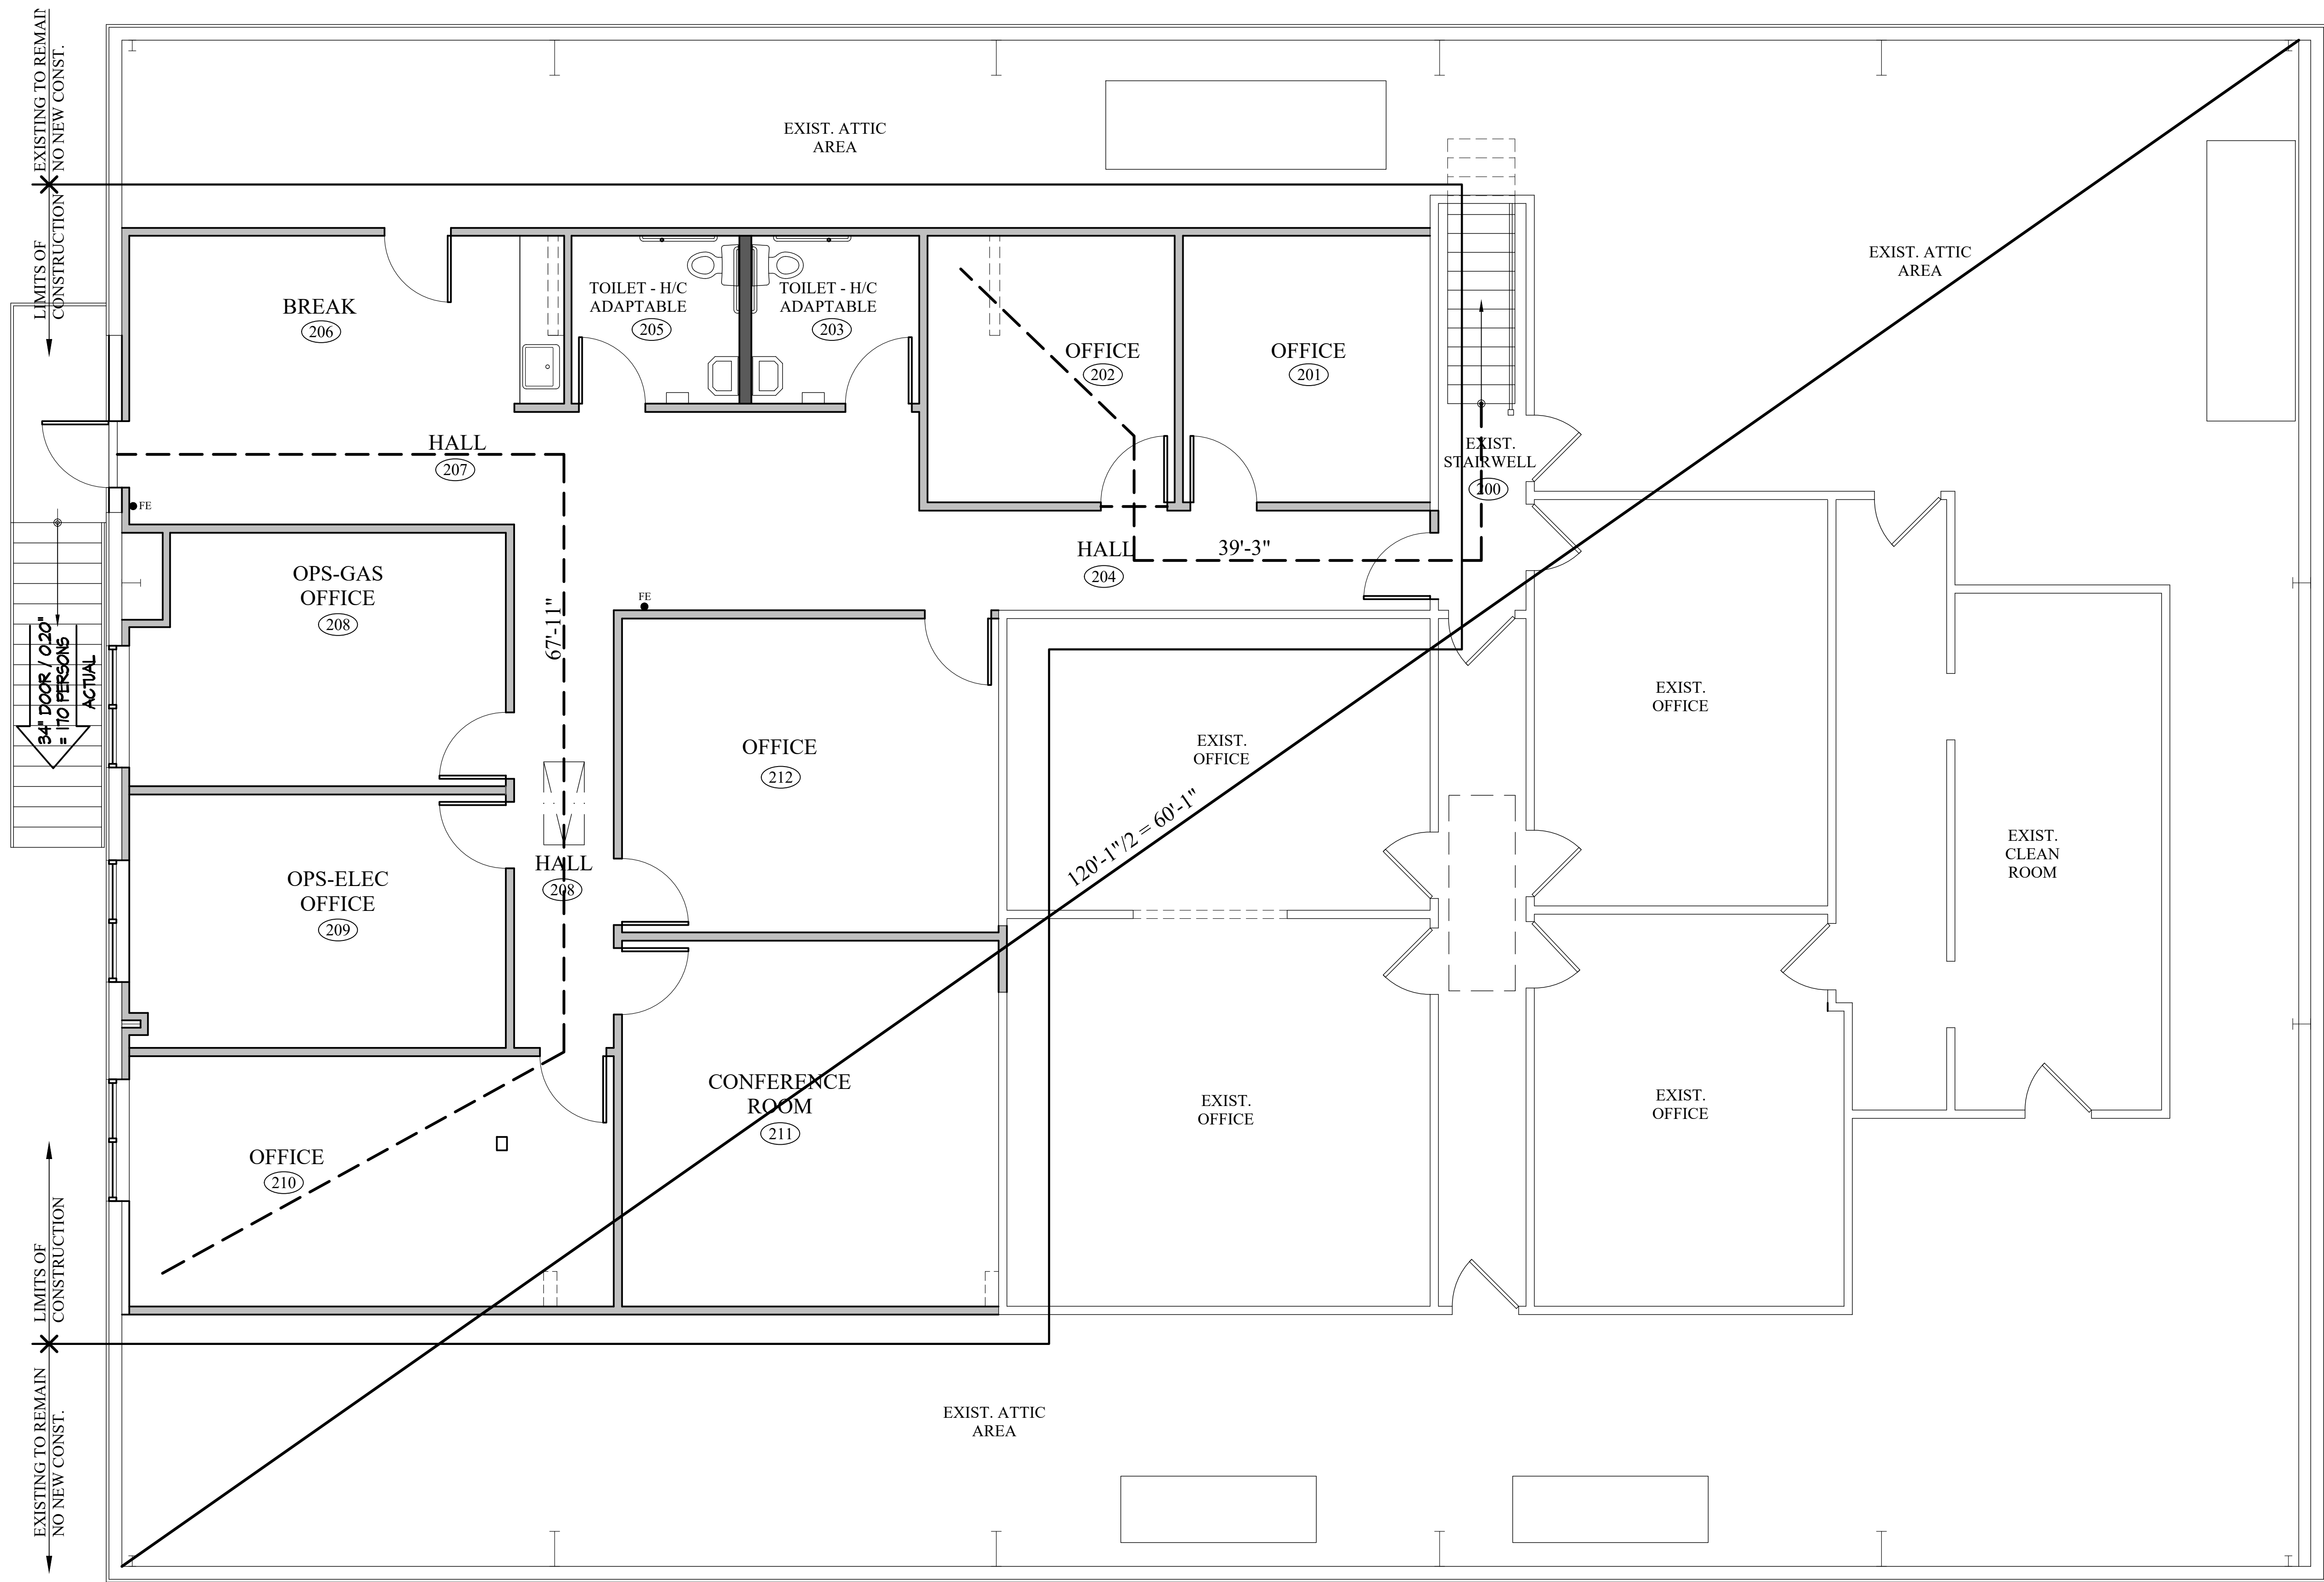 EXISTING TO REMAIN
NO NEW CONST.
LIMITS OF
CONSTRUCTION
EXIST. ATTIC
AREA
EXIST. ATTIC
AREA
BREAK
206
TOILET - H/C
ADAPTABLE
205
TOILET - H/C
ADAPTABLE
203
OFFICE
202
OFFICE
201
HALL
207
EXIST.
STAIRWELL
200
FE
HALL
204
39'-3"
OPS-GAS
OFFICE
208
67'-11"
FE
34" DOOR / 0.20"
= 170 PERSONS
ACTUAL
OFFICE
212
EXIST.
OFFICE
EXIST.
OFFICE
120'-1"/2 = 60'-1"
EXIST.
CLEAN
ROOM
HALL
208
OPS-ELEC
OFFICE
209
CONFERENCE
ROOM
211
EXIST.
OFFICE
EXIST.
OFFICE
OFFICE
210
LIMITS OF
CONSTRUCTION
EXISTING TO REMAIN
NO NEW CONST.
EXIST. ATTIC
AREA